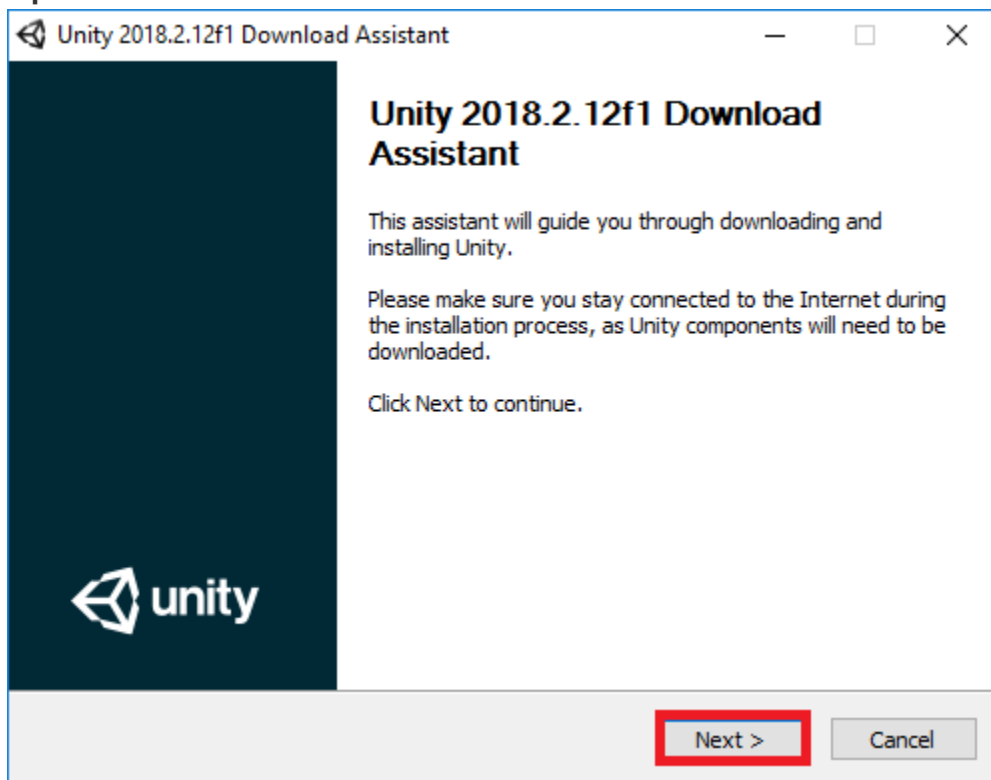 Unity 2018.2.12f1 Download Assistant
Unity 2018.2.12f1 Download
Assistant
This assistant will guide you through downloading and
installing Unity.
Please make sure you stay connected to the Internet during
the installation process, as Unity components will need to be
downloaded.
Click Next to continue.
unity
Next >
Cancel